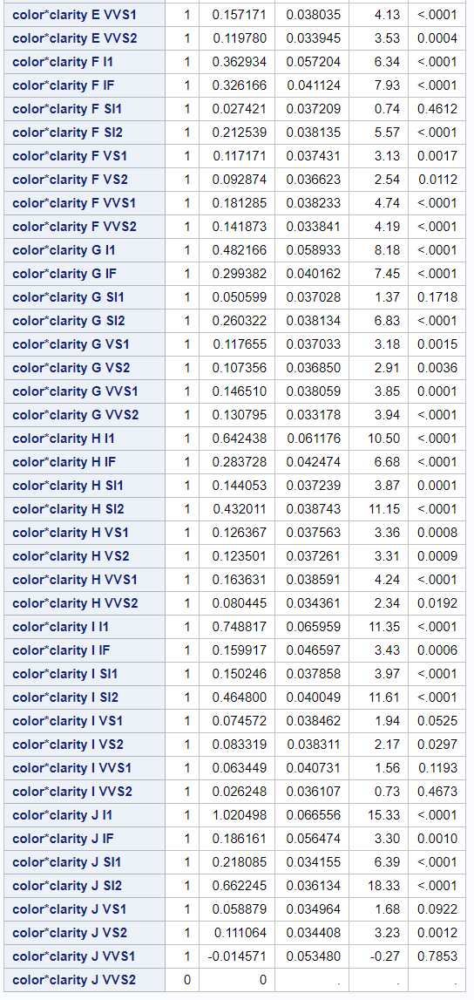 color*clarity E VVS1 1 0.157171 0.038035 4.13 <.0001
color*clarity E VVS2 1 0.119780 0.033945 3.53 0.0004
color*clarity F I1 1 0.362934 0.057204 6.34 <.0001
color*clarity F IF 1 0.326166 0.041124 7.93 <.0001
color*clarity F SI1 1 0.027421 0.037209 0.74 0.4612
color*clarity F SI2 1 0.212539 0.038135 5.57 <.0001
color*clarity F VS1 1 0.117171 0.037431 3.13 0.0017
color*clarity F VS2 1 0.092874 0.036623 2.54 0.0112
color*clarity F VVS1 1 0.181285 0.038233 4.74 <.0001
color*clarity F VVS2 1 0.141873 0.033841 4.19 <.0001
color*clarity G I1 1 0.482166 0.058933 8.18 <.0001
color*clarity G IF 1 0.299382 0.040162 7.45 <.0001
color*clarity G SI1 1 0.050599 0.037028 1.37 0.1718
color*clarity G SI2 1 0.260322 0.038134 6.83 <.0001
color*clarity G VS1 1 0.117655 0.037033 3.18 0.0015
color*clarity G VS2 1 0.107356 0.036850 2.91 0.0036
color*clarity G VVS1 1 0.146510 0.038059 3.85 0.0001
color*clarity G VVS2 1 0.130795 0.033178 3.94 <.0001
color*clarity H I1 1 0.642438 0.061176 10.50 <.0001
color*clarity H IF 1 0.283728 0.042474 6.68 <.0001
color*clarity H SI1 1 0.144053 0.037239 3.87 0.0001
color*clarity H SI2 1 0.432011 0.038743 11.15 <.0001
color*clarity H VS1 1 0.126367 0.037563 3.36 0.0008
color*clarity H VS2 1 0.123501 0.037261 3.31 0.0009
color*clarity H VVS1 1 0.163631 0.038591 4.24 <.0001
color*clarity H VVS2 1 0.080445 0.034361 2.34 0.0192
color*clarity I I1 1 0.748817 0.065959 11.35 <.0001
color*clarity I IF 1 0.159917 0.046597 3.43 0.0006
color*clarity I SI1 1 0.150246 0.037858 3.97 0.0001
color*clarity I SI2 1 0.464800 0.040049 11.61 <.0001
color*clarity I VS1 1 0.074572 0.038462 1.94 0.0525
color*clarity I VS2 1 0.083319 0.038311 2.17 0.0297
color*clarity I VVS1 1 0.063449 0.040731 1.56 0.1193
color*clarity I VVS2 1 0.026248 0.036107 0.73 0.4673
color*clarity J I1 1 1.020498 0.066556 15.33 <.0001
color*clarity J IF 1 0.186161 0.056474 3.30 0.0010
color*clarity J SI1 1 0.218085 0.034155 6.39 <.0001
color*clarity J SI2 1 0.662245 0.036134 18.33 <.0001
color*clarity J VS1 1 0.058879 0.034964 1.68 0.0922
color*clarity J VS2 1 0.111064 0.034408 3.23 0.0012
color*clarity J VVS1 1 -0.014571 0.053480 -0.27 0.7853
color*clarity J VVS2 0 0 . . .